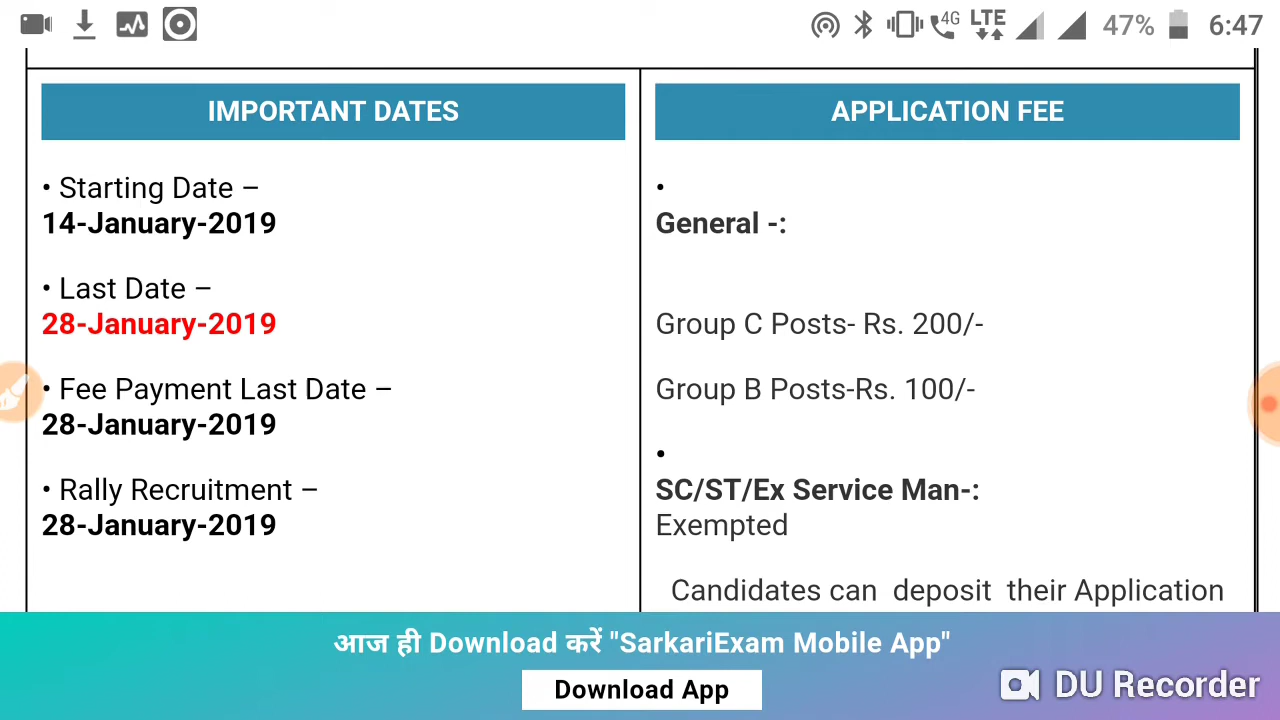 4G LTE 47% 6:47
IMPORTANT DATES
• Starting Date –
14-January-2019
• Last Date –
28-January-2019
• Fee Payment Last Date –
28-January-2019
• Rally Recruitment –
28-January-2019
APPLICATION FEE
•
General -:
Group C Posts- Rs. 200/-
Group B Posts-Rs. 100/-
•
SC/ST/Ex Service Man-:
Exempted
Candidates can deposit their Application
आज ही Download करें "SarkariExam Mobile App"
Download App
DU Recorder